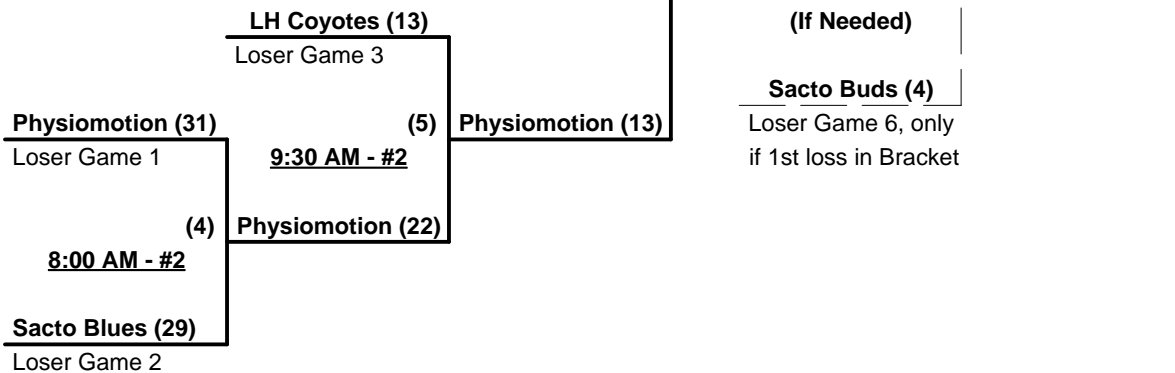 LH Coyotes (13)
(If Needed)
Loser Game 3
Sacto Buds (4)
Physiomotion (31)
(5)
Physiomotion (13)
Loser Game 6, only
Loser Game 1
9:30 AM - #2
if 1st loss in Bracket
(4)
Physiomotion (22)
8:00 AM - #2
Sacto Blues (29)
Loser Game 2